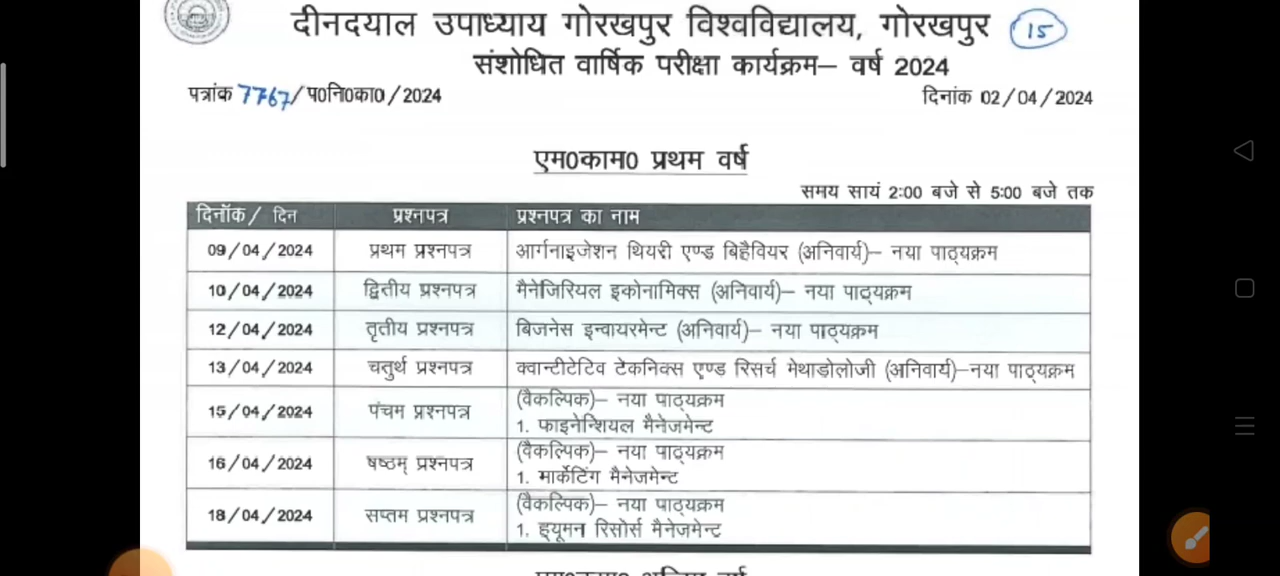 दीनदयाल उपाध्याय गोरखपुर विश्वविद्यालय, गोरखपुर 15
संशोधित वार्षिक परीक्षा कार्यक्रम– वर्ष 2024
पत्रांक 7767/प0नि0का0/2024 दिनांक 02/04/2024
एम0काम0 प्रथम वर्ष
समय सायं 2:00 बजे से 5:00 बजे तक
दिनॉक/ दिन प्रश्नपत्र प्रश्नपत्र का नाम
09/04/2024 प्रथम प्रश्नपत्र आर्गनाइजेशन थियरी एण्ड बिहैवियर (अनिवार्य)– नया पाठ्यक्रम
10/04/2024 द्वितीय प्रश्नपत्र मैनेजिरियल इकोनामिक्स (अनिवार्य)– नया पाठ्यक्रम
12/04/2024 तृतीय प्रश्नपत्र बिजनेस इन्वायरमेन्ट (अनिवार्य)– नया पाठ्यक्रम
13/04/2024 चतुर्थ प्रश्नपत्र क्वान्टीटेटिव टेकनिक्स एण्ड रिसर्च मेथाडोलोजी (अनिवार्य)–नया पाठ्यक्रम
15/04/2024 पंचम प्रश्नपत्र (वैकल्पिक)– नया पाठ्यक्रम
1. फाइनेन्शियल मैनेजमेन्ट
16/04/2024 षष्ठम् प्रश्नपत्र (वैकल्पिक)– नया पाठ्यक्रम
1. मार्केटिंग मैनेजमेन्ट
18/04/2024 सप्तम प्रश्नपत्र (वैकल्पिक)– नया पाठ्यक्रम
1. ह्यूमन रिसोर्स मैनेजमेन्ट